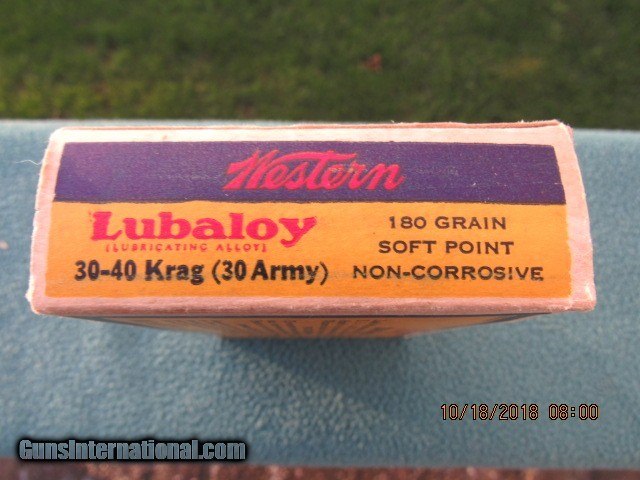 Western
Lubaloy
[LUBRICATING ALLOY]
30-40 Krag (30 Army)
180 GRAIN
SOFT POINT
NON-CORROSIVE
10/18/2018 08:00
GunsInternational.com